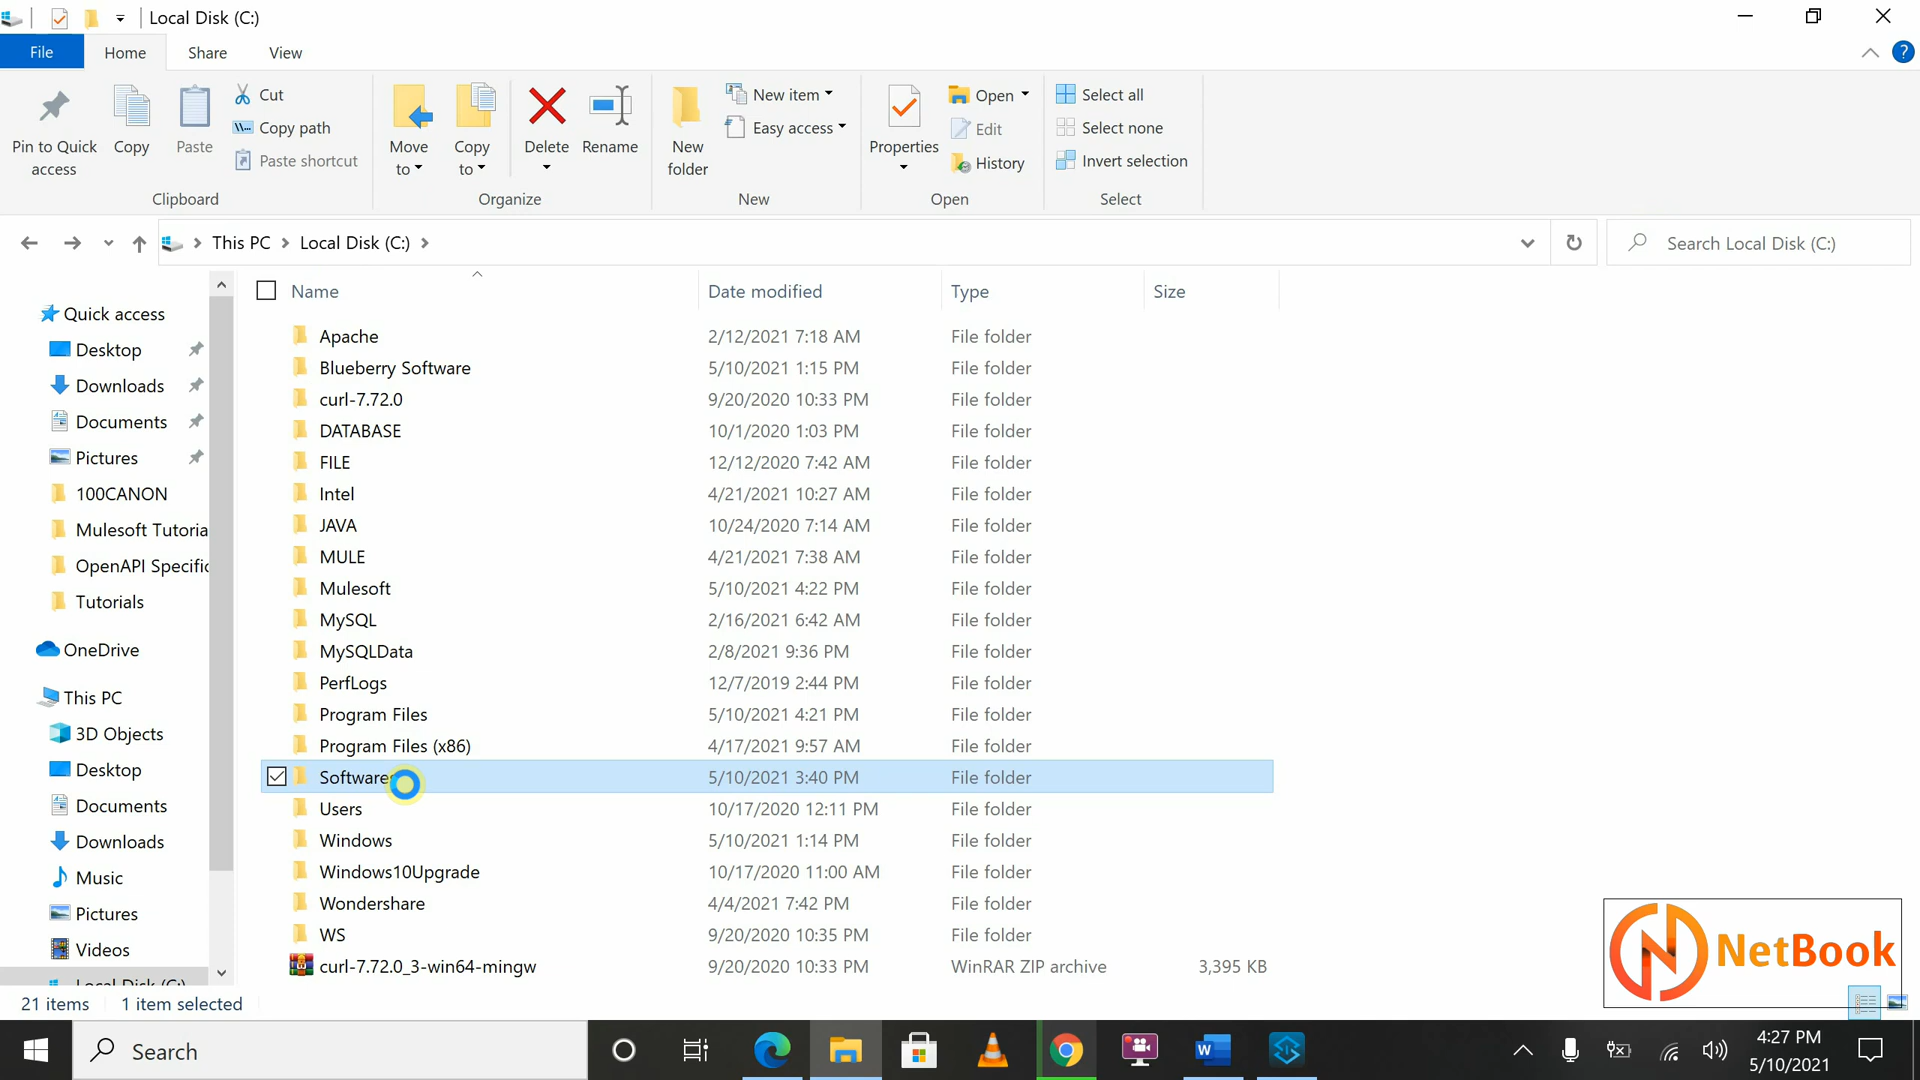 Local Disk (C:)
File Home Share View
Pin to Quick access
Copy
Paste
Cut
Copy path
Paste shortcut
Clipboard
Move to
Copy to
Delete
Rename
Organize
New folder
New item
Easy access
New
Properties
Open
Edit
History
Open
Select all
Select none
Invert selection
Select
This PC Local Disk (C:)
Search Local Disk (C:)
Quick access
Desktop
Downloads
Documents
Pictures
100CANON
Mulesoft Tutoria
OpenAPI Specific
Tutorials
OneDrive
This PC
3D Objects
Desktop
Documents
Downloads
Music
Pictures
Videos
Local Disk (C:)
Name Date modified Type Size
Apache 2/12/2021 7:18 AM File folder
Blueberry Software 5/10/2021 1:15 PM File folder
curl-7.72.0 9/20/2020 10:33 PM File folder
DATABASE 10/1/2020 1:03 PM File folder
FILE 12/12/2020 7:42 AM File folder
Intel 4/21/2021 10:27 AM File folder
JAVA 10/24/2020 7:14 AM File folder
MULE 4/21/2021 7:38 AM File folder
Mulesoft 5/10/2021 4:22 PM File folder
MySQL 2/16/2021 6:42 AM File folder
MySQLData 2/8/2021 9:36 PM File folder
PerfLogs 12/7/2019 2:44 PM File folder
Program Files 5/10/2021 4:21 PM File folder
Program Files (x86) 4/17/2021 9:57 AM File folder
Software 5/10/2021 3:40 PM File folder
Users 10/17/2020 12:11 PM File folder
Windows 5/10/2021 1:14 PM File folder
Windows10Upgrade 10/17/2020 11:00 AM File folder
Wondershare 4/4/2021 7:42 PM File folder
WS 9/20/2020 10:35 PM File folder
curl-7.72.0_3-win64-mingw 9/20/2020 10:33 PM WinRAR ZIP archive 3,395 KB
NetBook
21 items 1 item selected
Search
4:27 PM
5/10/2021